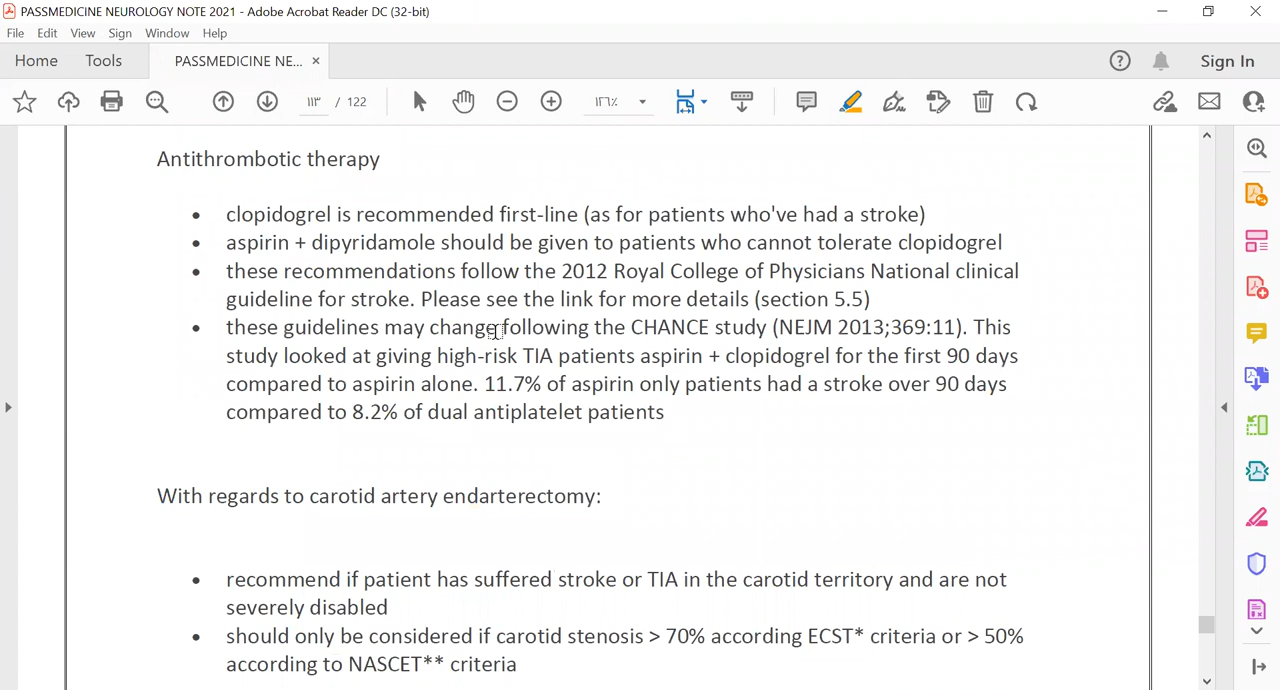 PASSMEDICINE NEUROLOGY NOTE 2021 - Adobe Acrobat Reader DC (32-bit)
File Edit View Sign Window Help
Home Tools PASSMEDICINE NE... × Sign In
١١٣ / 122 ١٢٦%
Antithrombotic therapy
• clopidogrel is recommended first-line (as for patients who've had a stroke)
• aspirin + dipyridamole should be given to patients who cannot tolerate clopidogrel
• these recommendations follow the 2012 Royal College of Physicians National clinical
guideline for stroke. Please see the link for more details (section 5.5)
• these guidelines may change following the CHANCE study (NEJM 2013;369:11). This
study looked at giving high-risk TIA patients aspirin + clopidogrel for the first 90 days
compared to aspirin alone. 11.7% of aspirin only patients had a stroke over 90 days
compared to 8.2% of dual antiplatelet patients
With regards to carotid artery endarterectomy:
• recommend if patient has suffered stroke or TIA in the carotid territory and are not
severely disabled
• should only be considered if carotid stenosis > 70% according ECST* criteria or > 50%
according to NASCET** criteria